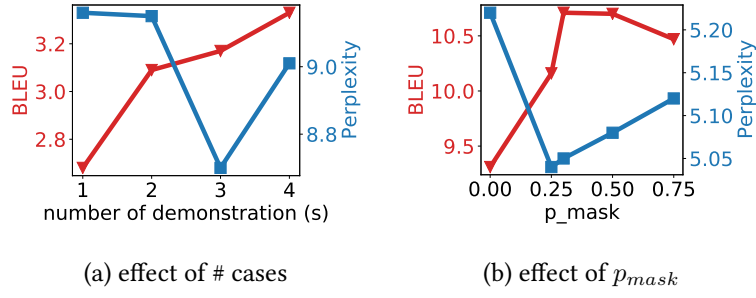 BLEU
3.2
3.0
2.8
9.0
8.8
Perplexity
1 2 3 4
number of demonstration (s)
(a) effect of # cases
BLEU
10.5
10.0
9.5
5.20
5.15
5.10
5.05
Perplexity
0.00 0.25 0.50 0.75
p_mask
(b) effect of p_mask